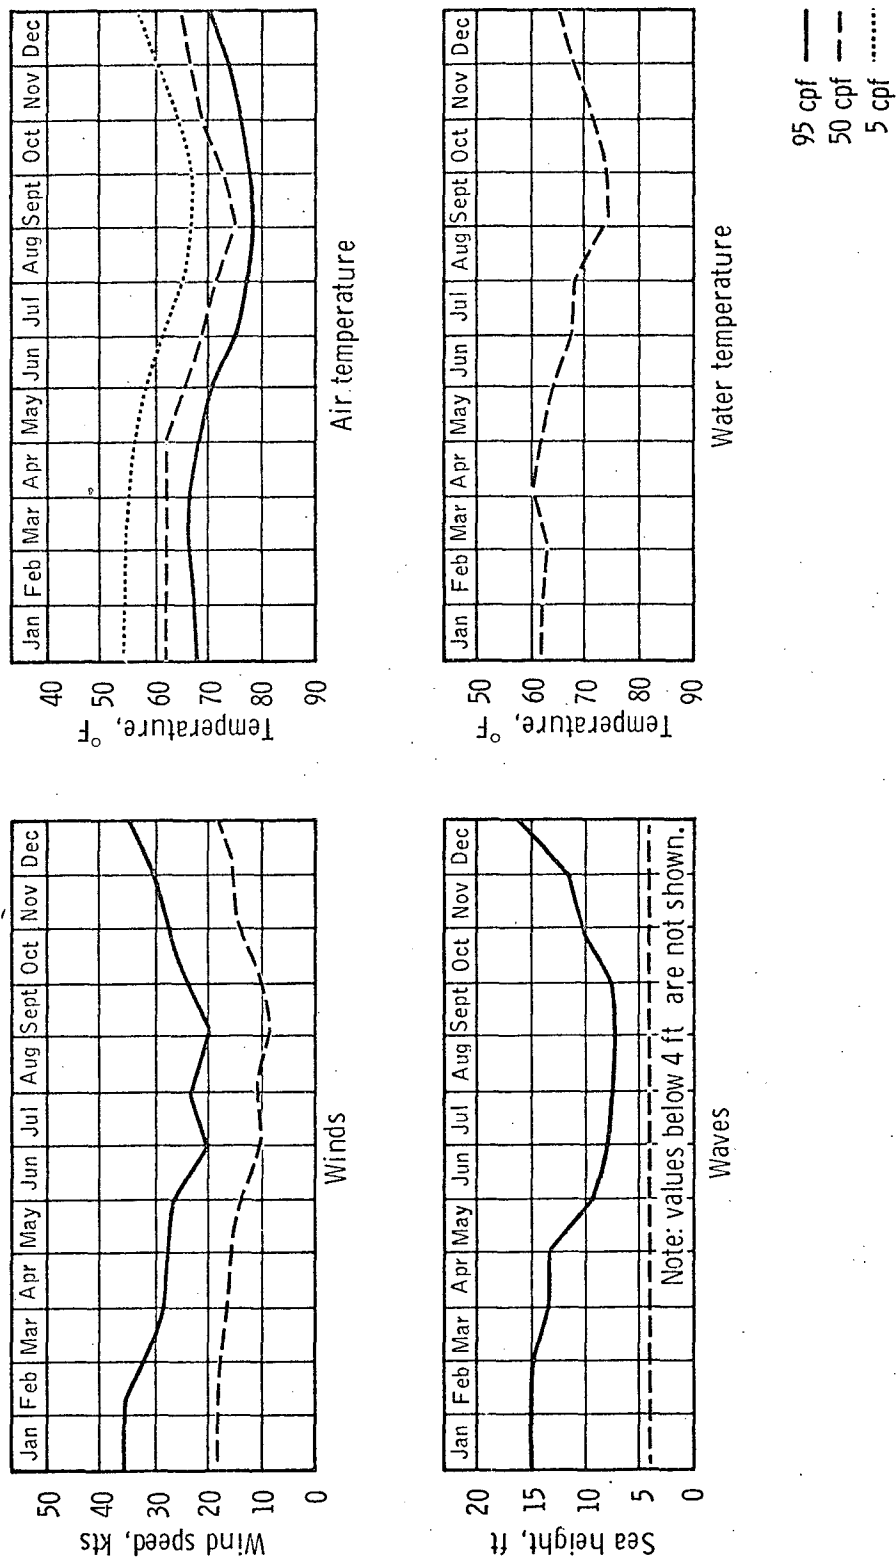 Jan Feb Mar Apr May Jun Jul Aug Sept Oct Nov Dec
50
40
30
20
10
0
Wind speed, kts
Winds
Jan Feb Mar Apr May Jun Jul Aug Sept Oct Nov Dec
40
50
60
70
80
90
Temperature, °F
Air temperature
Jan Feb Mar Apr May Jun Jul Aug Sept Oct Nov Dec
20
15
10
5
0
Sea height, ft
Note: values below 4 ft are not shown.
Waves
Jan Feb Mar Apr May Jun Jul Aug Sept Oct Nov Dec
50
60
70
80
90
Temperature, °F
Water temperature
95 cpf
50 cpf
5 cpf